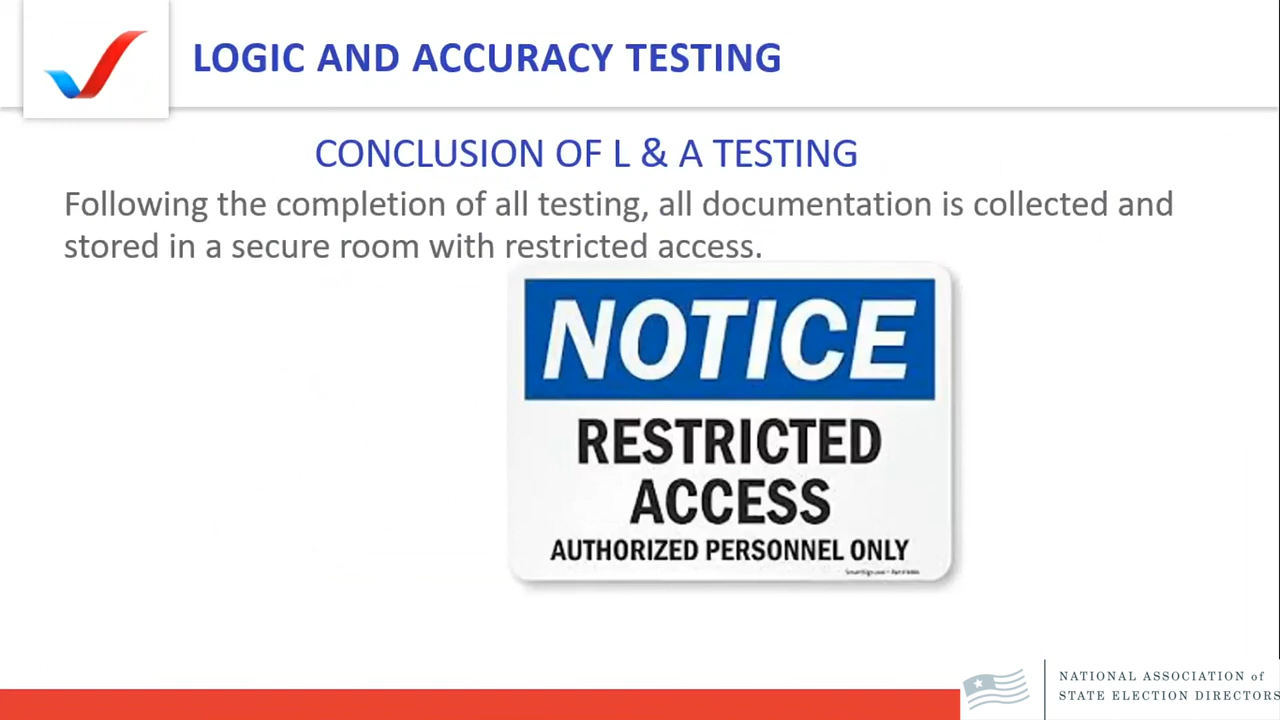 LOGIC AND ACCURACY TESTING
CONCLUSION OF L & A TESTING
Following the completion of all testing, all documentation is collected and
stored in a secure room with restricted access.
NOTICE
RESTRICTED
ACCESS
AUTHORIZED PERSONNEL ONLY
NATIONAL ASSOCIATION of
STATE ELECTION DIRECTORS